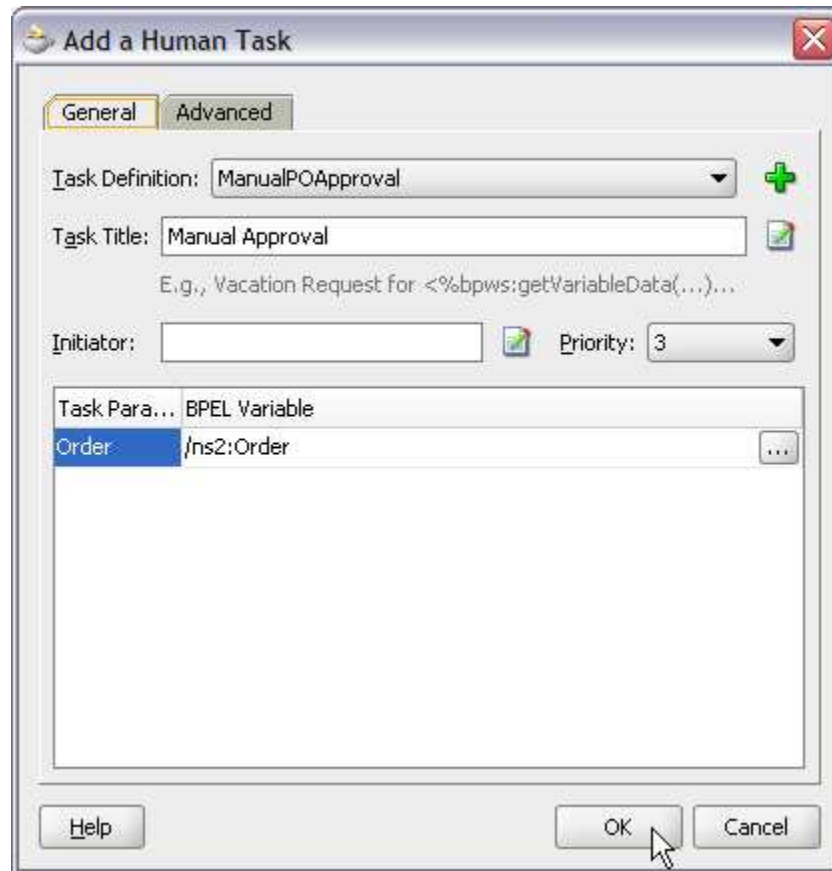 Add a Human Task
General Advanced
Task Definition: ManualPOApproval
Task Title: Manual Approval
E.g., Vacation Request for <%bpws:getVariableData(...)...
Initiator: Priority: 3
Task Para... BPEL Variable
Order /ns2:Order ...
Help OK Cancel